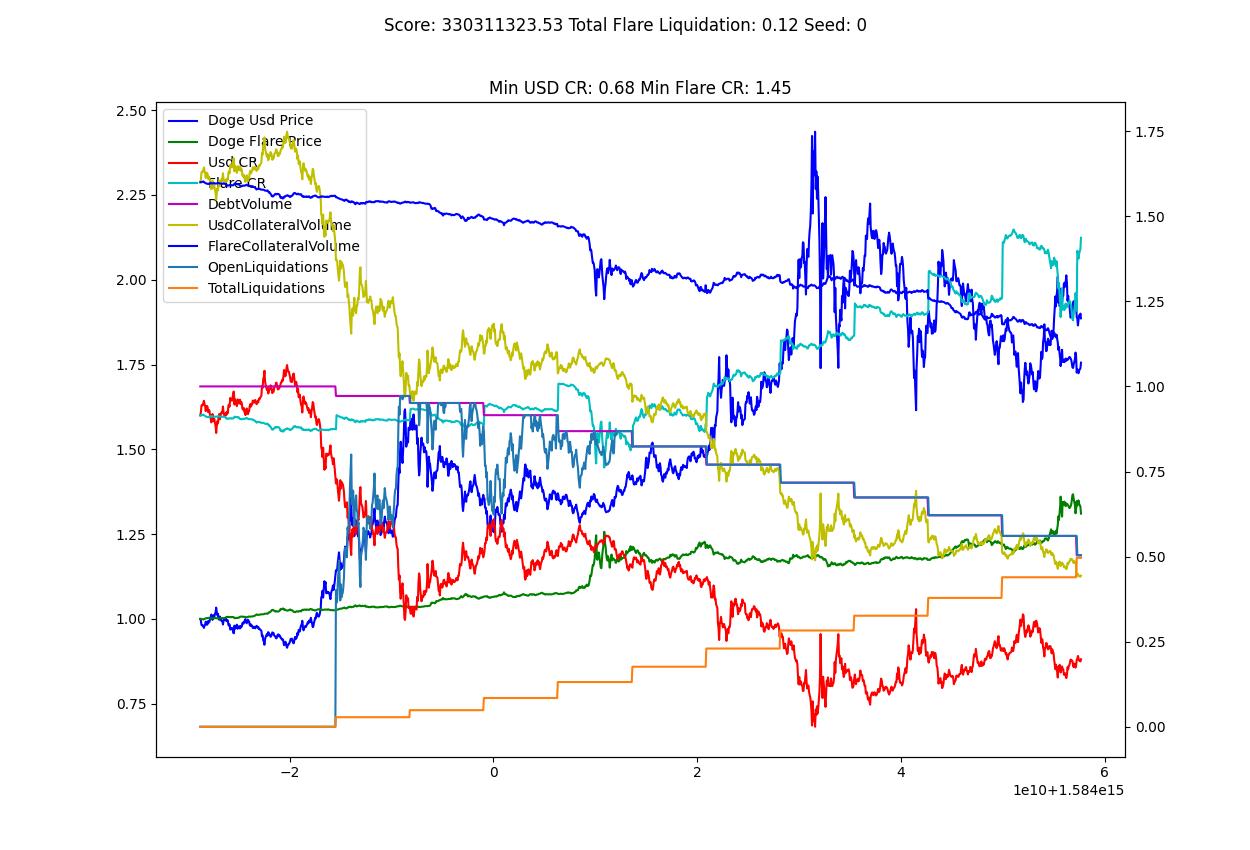 Score: 330311323.53 Total Flare Liquidation: 0.12 Seed: 0
Min USD CR: 0.68 Min Flare CR: 1.45
2.50
2.25
2.00
1.75
1.50
1.25
1.00
0.75
Doge Usd Price
Doge Flare Price
Usd CR
Flare CR
DebtVolume
UsdCollateralVolume
FlareCollateralVolume
OpenLiquidations
TotalLiquidations
1.75
1.50
1.25
1.00
0.75
0.50
0.25
0.00
−2 0 2 4 6
1e10+1.584e15